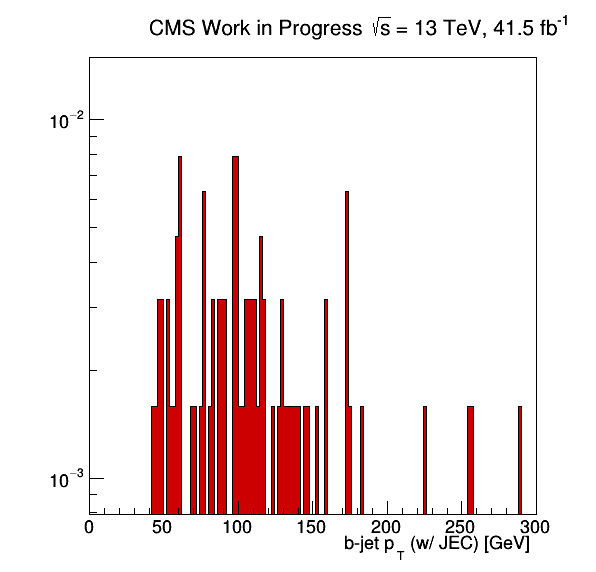 CMS Work in Progress √s = 13 TeV, 41.5 fb⁻¹
10⁻²
10⁻³
0 50 100 150 200 250 300
b-jet p_T (w/ JEC) [GeV]